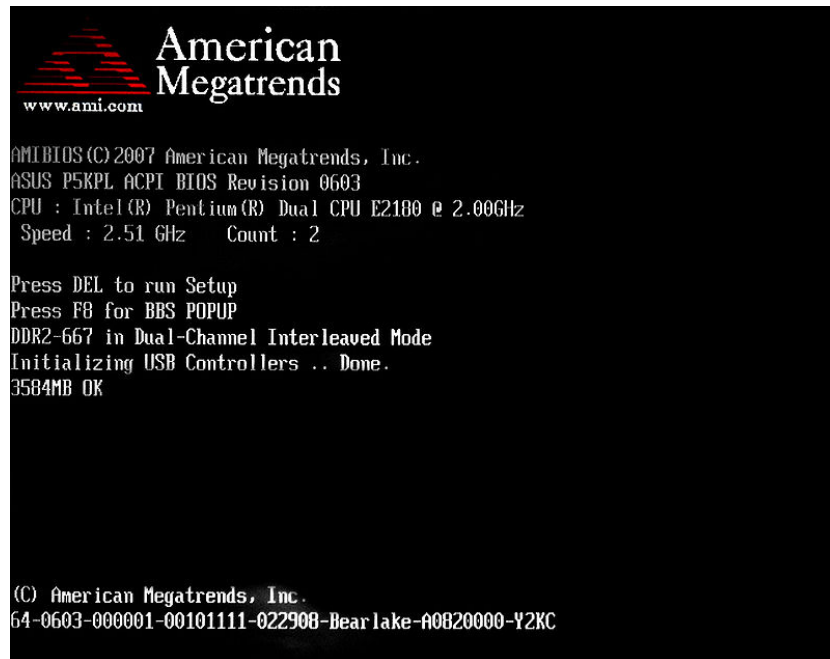 American
Megatrends
www.ami.com
AMIBIOS(C)2007 American Megatrends, Inc.
ASUS P5KPL ACPI BIOS Revision 0603
CPU : Intel(R) Pentium(R) Dual CPU E2180 @ 2.00GHz
Speed : 2.51 GHz Count : 2
Press DEL to run Setup
Press F8 for BBS POPUP
DDR2-667 in Dual-Channel Interleaved Mode
Initializing USB Controllers .. Done.
3584MB OK
(C) American Megatrends, Inc.
64-0603-000001-00101111-022908-Bearlake-A0820000-Y2KC